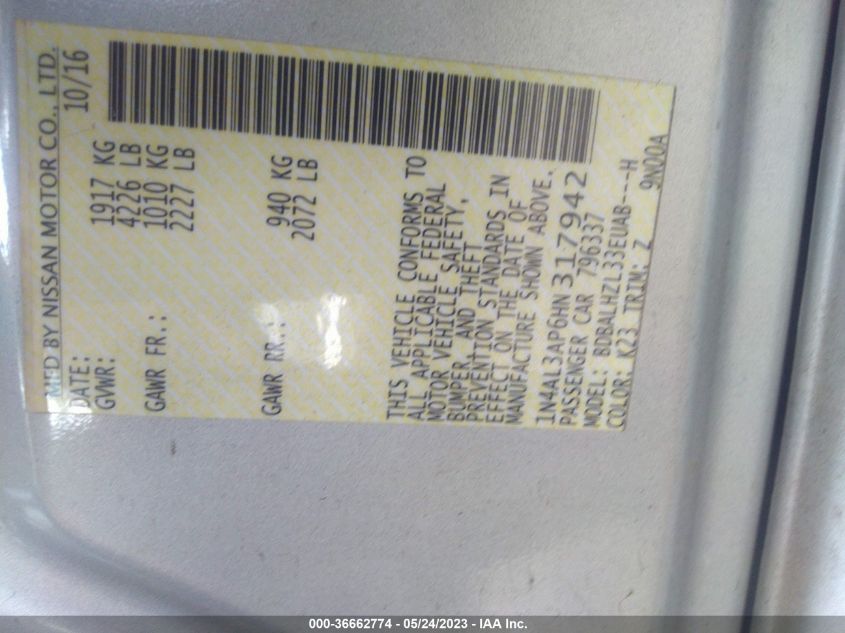 MFD BY NISSAN MOTOR CO., LTD.
DATE: 10/16
GVWR: 1917 KG
4226 LB
GAWR FR.: 1010 KG
2227 LB
GAWR RR.: 940 KG
2072 LB
THIS VEHICLE CONFORMS TO
ALL APPLICABLE FEDERAL
MOTOR VEHICLE SAFETY,
BUMPER, AND THEFT
PREVENTION STANDARDS IN
EFFECT ON THE DATE OF
MANUFACTURE SHOWN ABOVE.
1N4AL3AP6HN317942
PASSENGER CAR 796337
MODEL: BDBALHZL33EUAB----H
COLOR: K23 TRIM: Z 9N00A
000-36662774 - 05/24/2023 - IAA Inc.